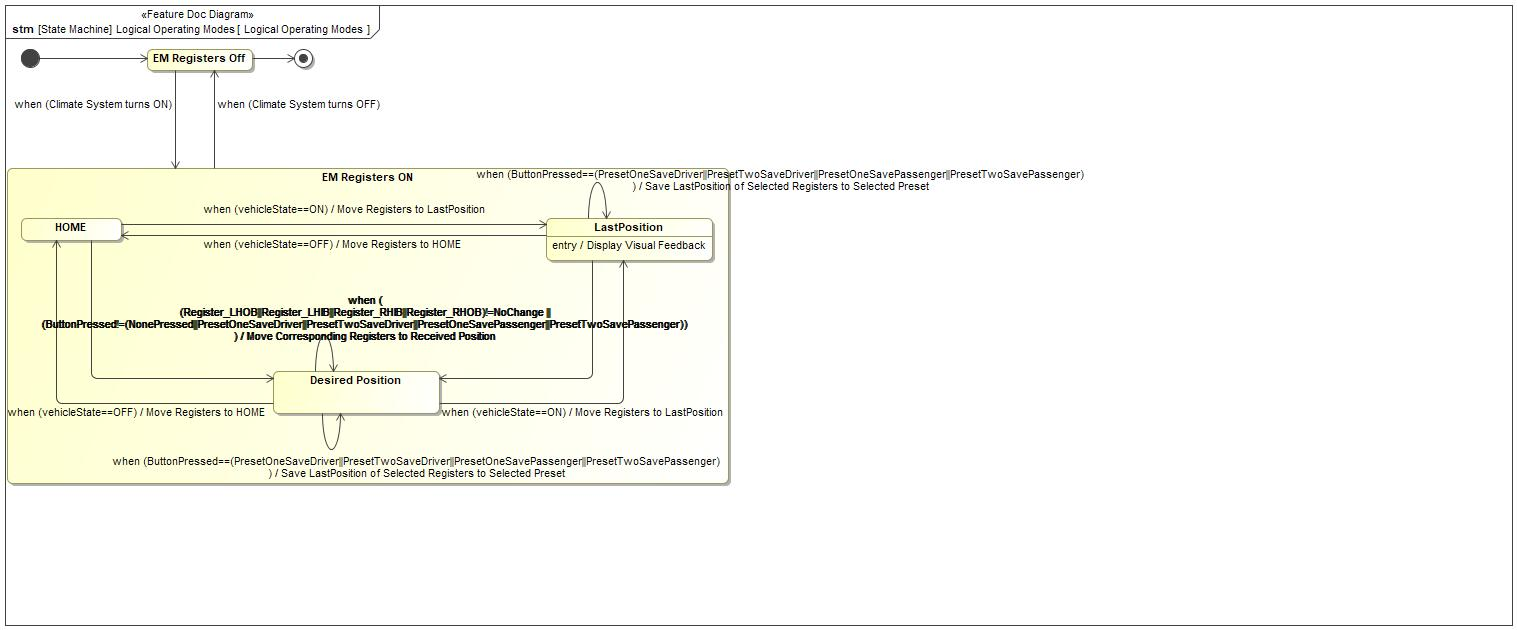 «Feature Doc Diagram»
stm [State Machine] Logical Operating Modes [ Logical Operating Modes ]
EM Registers Off
when (Climate System turns ON)
when (Climate System turns OFF)
EM Registers ON
when (ButtonPressed==(PresetOneSaveDriver||PresetTwoSaveDriver||PresetOneSavePassenger||PresetTwoSavePassenger)
) / Save LastPosition of Selected Registers to Selected Preset
when (vehicleState==ON) / Move Registers to LastPosition
HOME
LastPosition
when (vehicleState==OFF) / Move Registers to HOME
entry / Display Visual Feedback
when (
(Register_LHOB||Register_LHIB||Register_RHIB||Register_RHOB)!=NoChange ||
(ButtonPressed!=(NonePressed||PresetOneSaveDriver||PresetTwoSaveDriver||PresetOneSavePassenger||PresetTwoSavePassenger))
) / Move Corresponding Registers to Received Position
Desired Position
when (vehicleState==OFF) / Move Registers to HOME
when (vehicleState==ON) / Move Registers to LastPosition
when (ButtonPressed==(PresetOneSaveDriver||PresetTwoSaveDriver||PresetOneSavePassenger||PresetTwoSavePassenger)
) / Save LastPosition of Selected Registers to Selected Preset